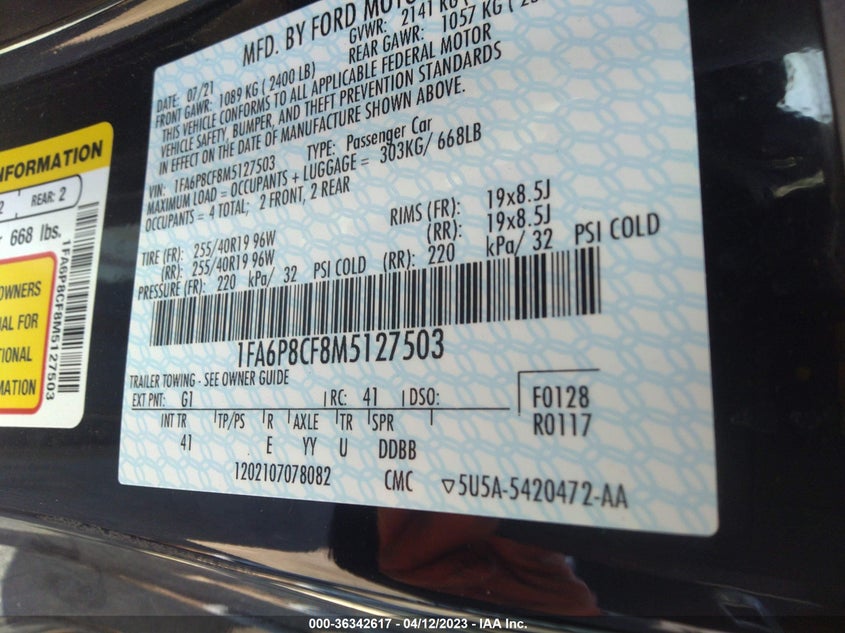 MFD. BY FORD MOTOR
DATE: 07/21 GVWR: 2141 KG
FRONT GAWR: 1089 KG ( 2400 LB) REAR GAWR: 1057 KG
THIS VEHICLE CONFORMS TO ALL APPLICABLE FEDERAL MOTOR
VEHICLE SAFETY, BUMPER, AND THEFT PREVENTION STANDARDS
IN EFFECT ON THE DATE OF MANUFACTURE SHOWN ABOVE.
VIN: 1FA6P8CF8M5127503 TYPE: Passenger Car
MAXIMUM LOAD = OCCUPANTS + LUGGAGE = 303KG/ 668LB
OCCUPANTS = 4 TOTAL; 2 FRONT, 2 REAR
TIRE (FR): 255/40R19 96W RIMS (FR): 19x8.5J
(RR): 255/40R19 96W (RR): 19x8.5J
PRESSURE (FR): 220 kPa/ 32 PSI COLD (RR): 220 kPa/ 32 PSI COLD
1FA6P8CF8M5127503
TRAILER TOWING - SEE OWNER GUIDE
EXT PNT: G1 RC: 41 DSO: F0128
INT TR TP/PS R AXLE TR SPR R0117
41 E YY U DDBB
1202107078082 CMC 5U5A-5420472-AA
INFORMATION
2 REAR: 2
668 lbs.
1FA6P8CF8M5127503
OWNERS
FOR
000-36342617 - 04/12/2023 - IAA Inc.